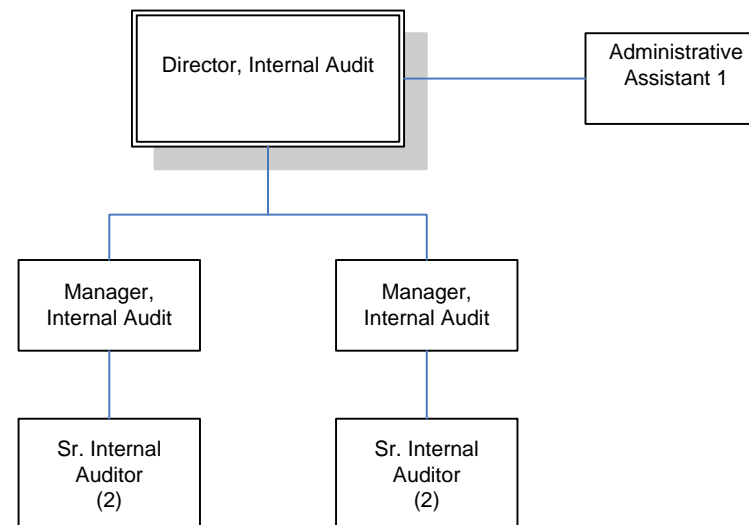 Director, Internal Audit
Administrative
Assistant 1
Manager,
Internal Audit
Manager,
Internal Audit
Sr. Internal
Auditor
(2)
Sr. Internal
Auditor
(2)